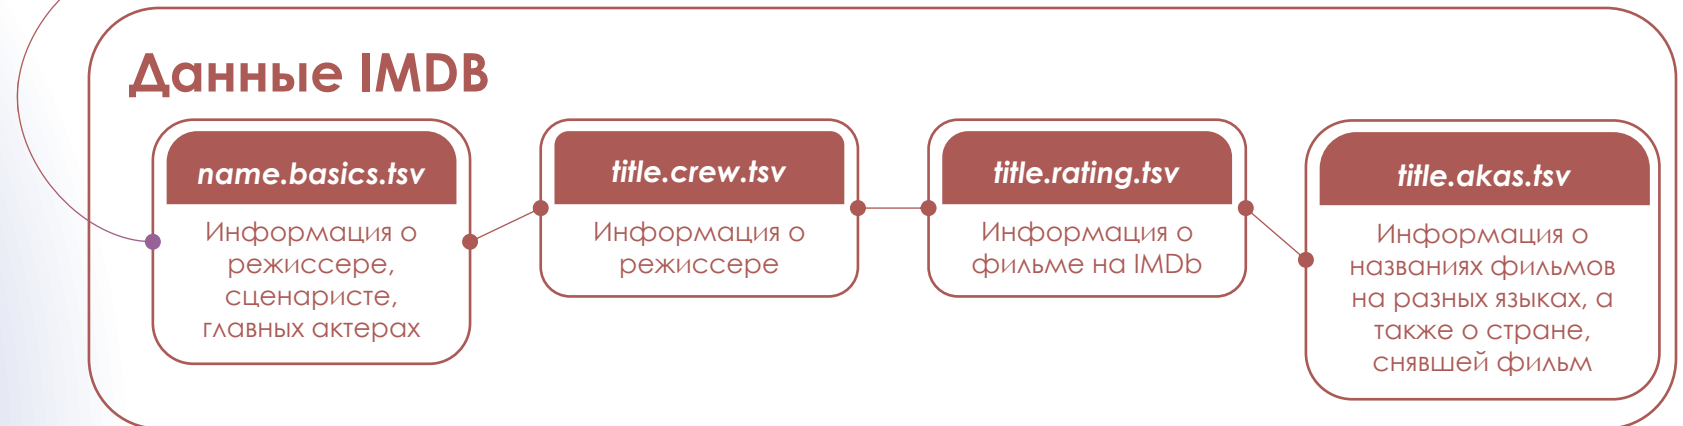 Данные IMDB
name.basics.tsv
Информация о
режиссере,
сценаристе,
главных актерах
title.crew.tsv
Информация о
режиссере
title.rating.tsv
Информация о
фильме на IMDb
title.akas.tsv
Информация о
названиях фильмов
на разных языках, а
также о стране,
снявшей фильм